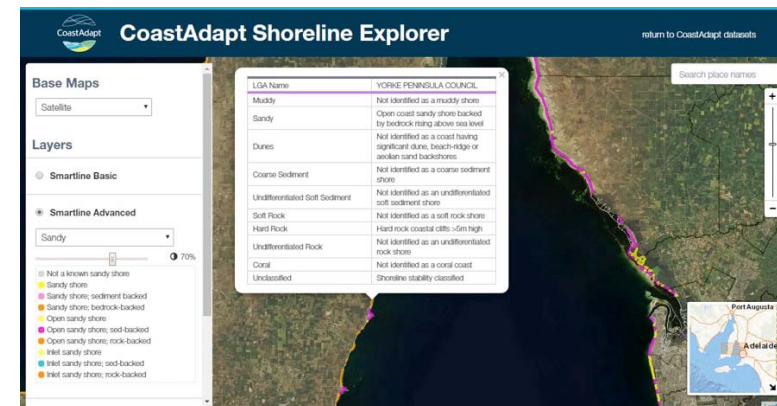 CoastAdapt
CoastAdapt Shoreline Explorer
return to CoastAdapt datasets
Base Maps
Satellite
Layers
Smartline Basic
Smartline Advanced
Sandy
70%
Not a known sandy shore
Sandy shore
Sandy shore; sediment backed
Sandy shore; bedrock-backed
Open sandy shore
Open sandy shore; sed-backed
Open sandy shore; rock-backed
Inlet sandy shore
Inlet sandy shore; sed-backed
Inlet sandy shore; rock-backed
LGA Name YORKE PENINSULA COUNCIL
Muddy Not identified as a muddy shore
Sandy Open coast sandy shore backed
by bedrock rising above sea level
Dunes Not identified as a coast having
significant dune, beach-ridge or
aeolian sand backshores
Coarse Sediment Not identified as a coarse sediment
shore
Undifferentiated Soft Sediment Not identified as an undifferentiated
soft sediment shore
Soft Rock Not identified as a soft rock shore
Hard Rock Hard rock coastal cliffs >5m high
Undifferentiated Rock Not identified as an undifferentiated
rock shore
Coral Not identified as a coral coast
Unclassified Shoreline stability classified
Search place names
Port Augusta
Adelaide